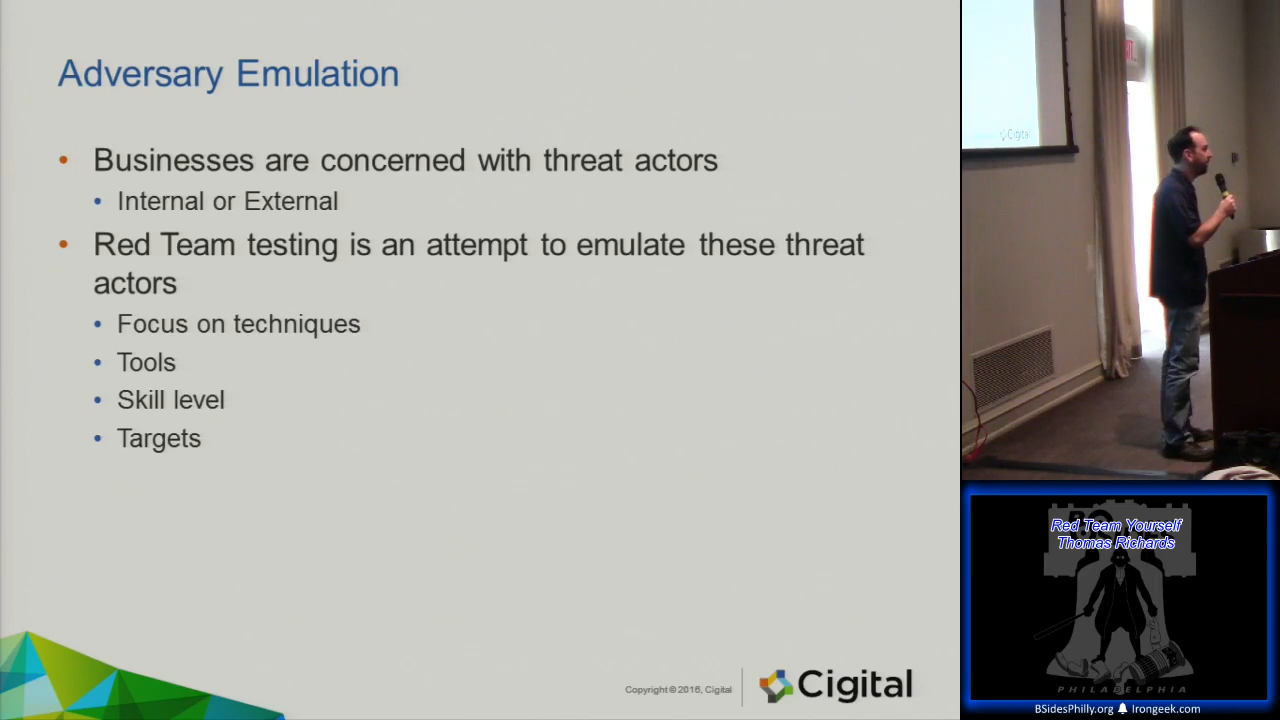 Adversary Emulation
• Businesses are concerned with threat actors
• Internal or External
• Red Team testing is an attempt to emulate these threat
actors
• Focus on techniques
• Tools
• Skill level
• Targets
Copyright © 2016, Cigital
Cigital
Cigital
Red Team Yourself
Thomas Richards
PHILADELPHIA
BSidesPhilly.org Irongeek.com